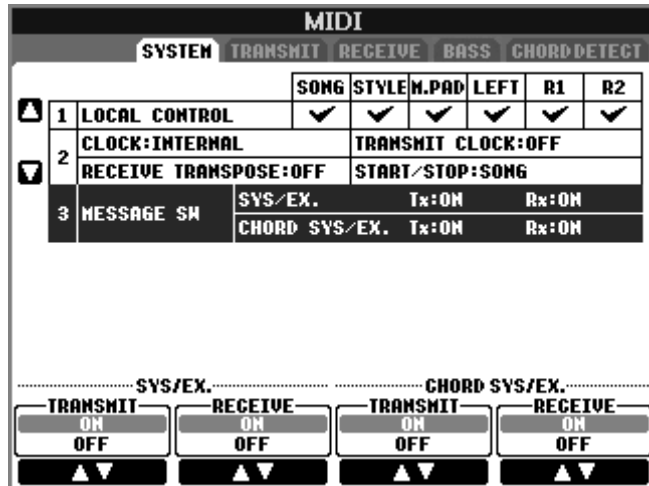 MIDI
SYSTEM TRANSMIT RECEIVE BASS CHORD DETECT
SONG STYLE M.PAD LEFT R1 R2
1 LOCAL CONTROL
2 CLOCK:INTERNAL TRANSMIT CLOCK:OFF
RECEIVE TRANSPOSE:OFF START/STOP:SONG
3 MESSAGE SW SYS/EX. Tx:ON Rx:ON
CHORD SYS/EX. Tx:ON Rx:ON
SYS/EX. CHORD SYS/EX.
TRANSMIT RECEIVE TRANSMIT RECEIVE
ON ON ON ON
OFF OFF OFF OFF